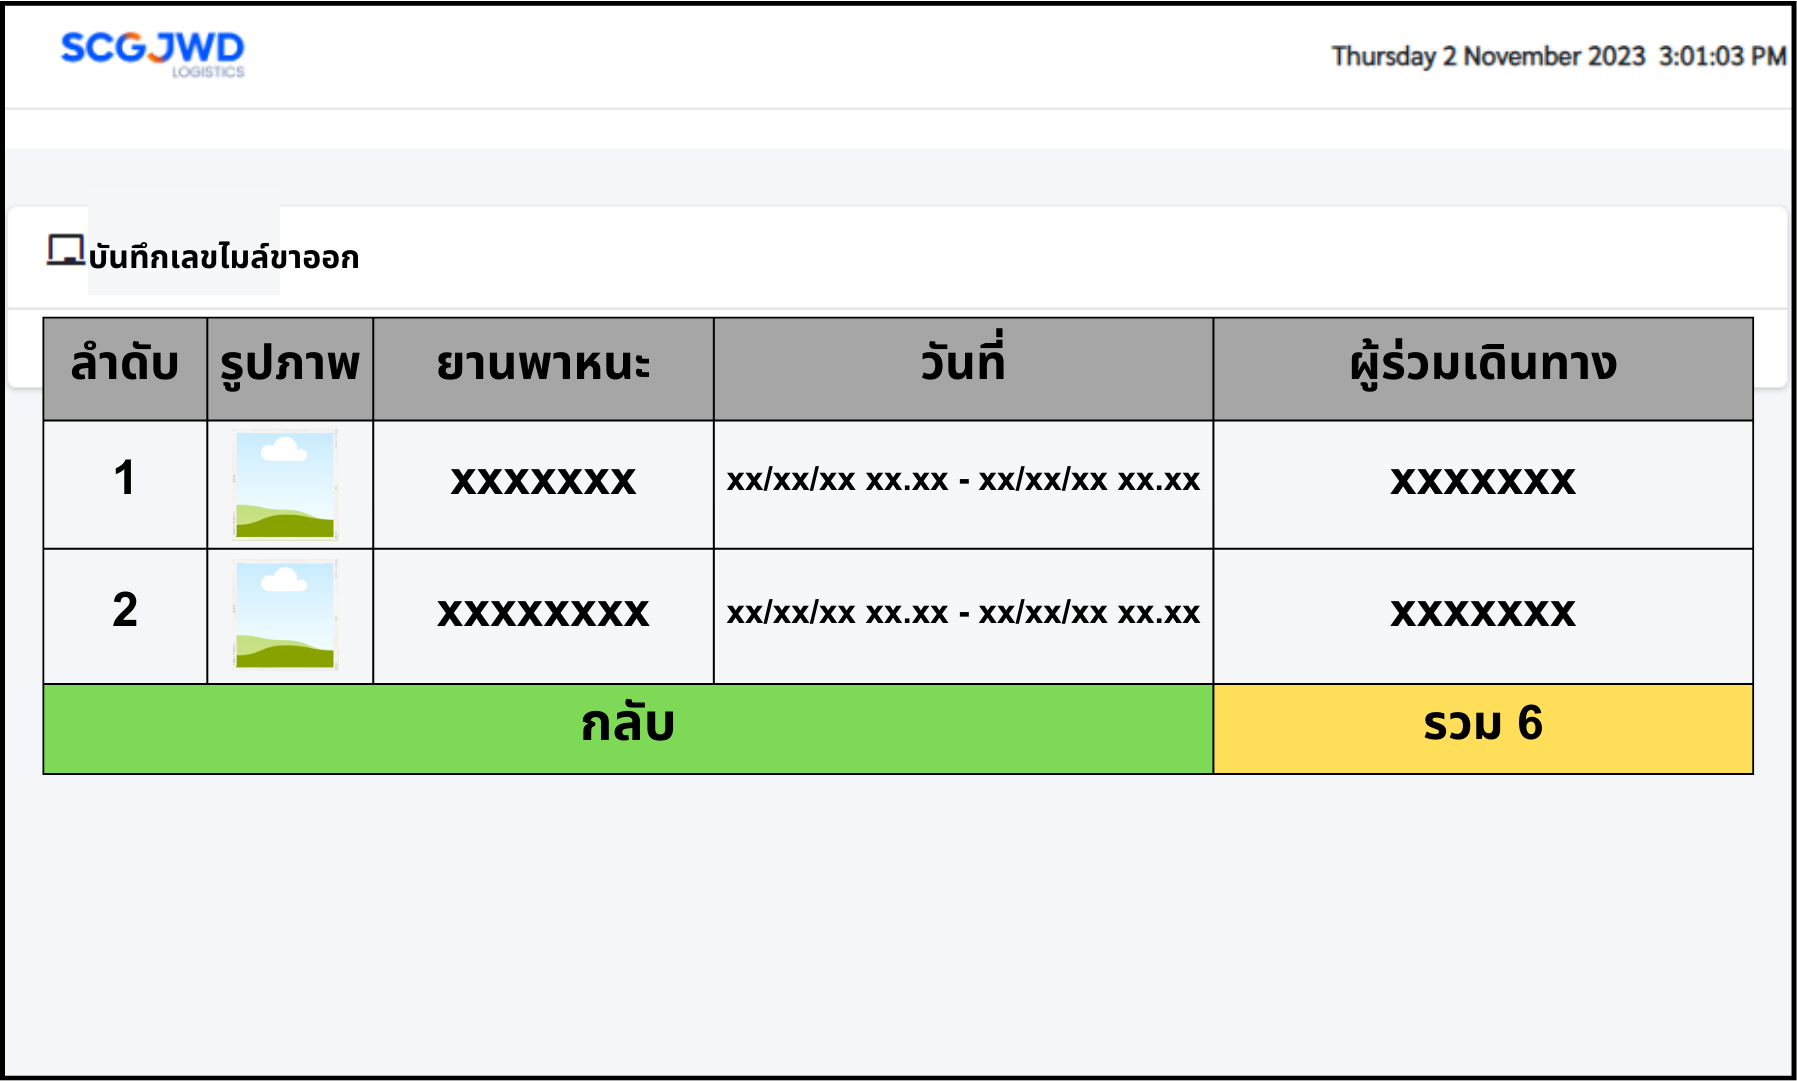 SCGJWD
LOGISTICS
Thursday 2 November 2023 3:01:03 PM
บันทึกเลขไมล์ขาออก
ลำดับ รูปภาพ ยานพาหนะ วันที่ ผู้ร่วมเดินทาง
1 xxxxxxx xx/xx/xx xx.xx - xx/xx/xx xx.xx xxxxxxx
2 xxxxxxxx xx/xx/xx xx.xx - xx/xx/xx xx.xx xxxxxxx
กลับ รวม 6